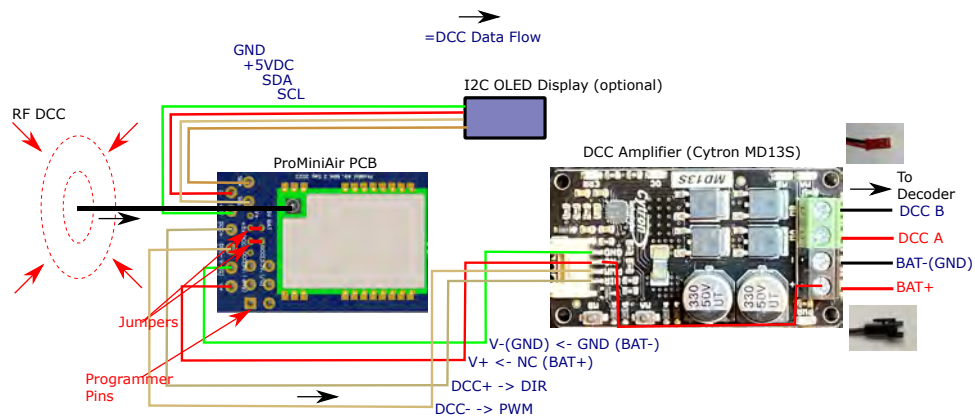 =DCC Data Flow
GND
+5VDC
SDA
SCL
I2C OLED Display (optional)
RF DCC
ProMiniAir PCB
DCC Amplifier (Cytron MD13S)
MD13S
Cytron
To
Decoder
DCC B
DCC A
BAT-(GND)
BAT+
330
50V
UT
330
50V
UT
Jumpers
Programmer
Pins
V-(GND) <- GND (BAT-)
V+ <- NC (BAT+)
DCC+ -> DIR
DCC- -> PWM